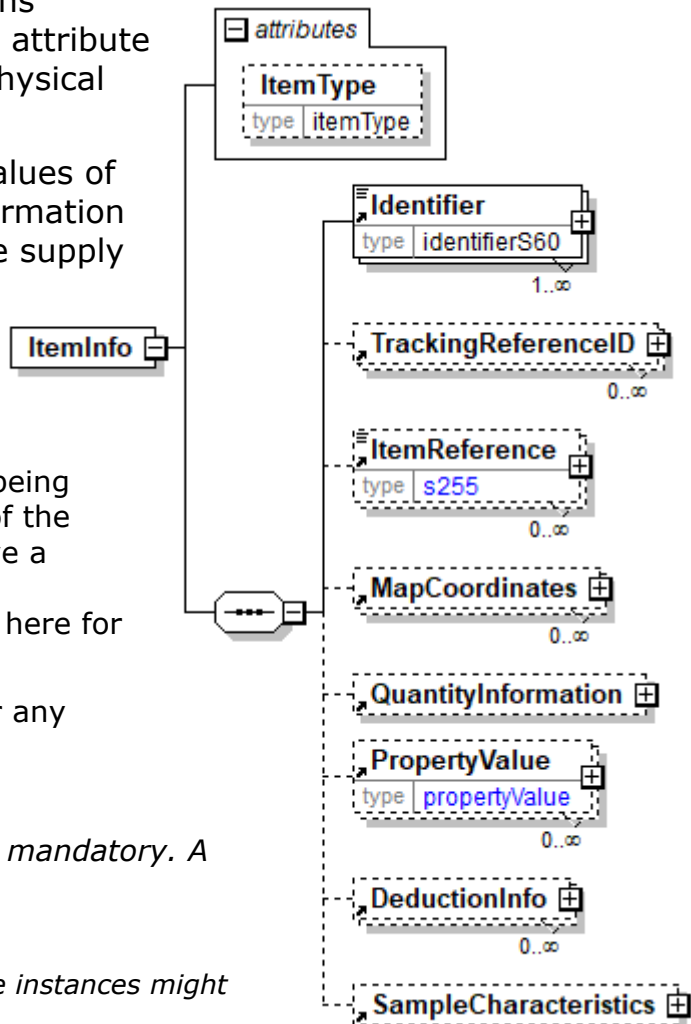 attribute
hysical
alues of
rmation
e supply
being
of the
e a
here for
r any
mandatory. A
e instances might
attributes
ItemType
type itemType
ItemInfo
Identifier
type identifierS60
1..∞
TrackingReferenceID
0..∞
ItemReference
type s255
0..∞
MapCoordinates
0..∞
QuantityInformation
PropertyValue
type propertyValue
0..∞
DeductionInfo
0..∞
SampleCharacteristics